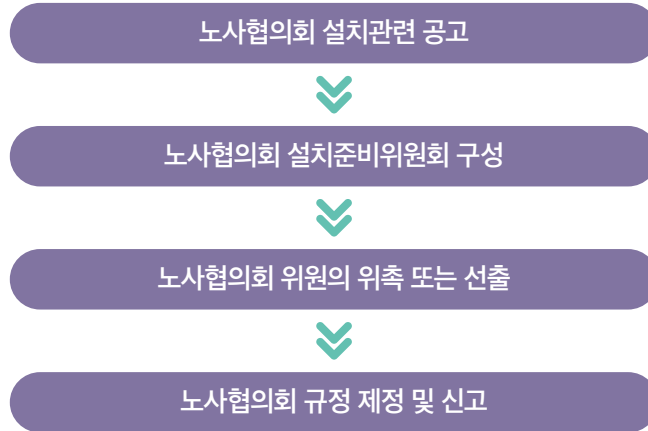 노사협의회 설치관련 공고
노사협의회 설치준비위원회 구성
노사협의회 위원의 위촉 또는 선출
노사협의회 규정 제정 및 신고